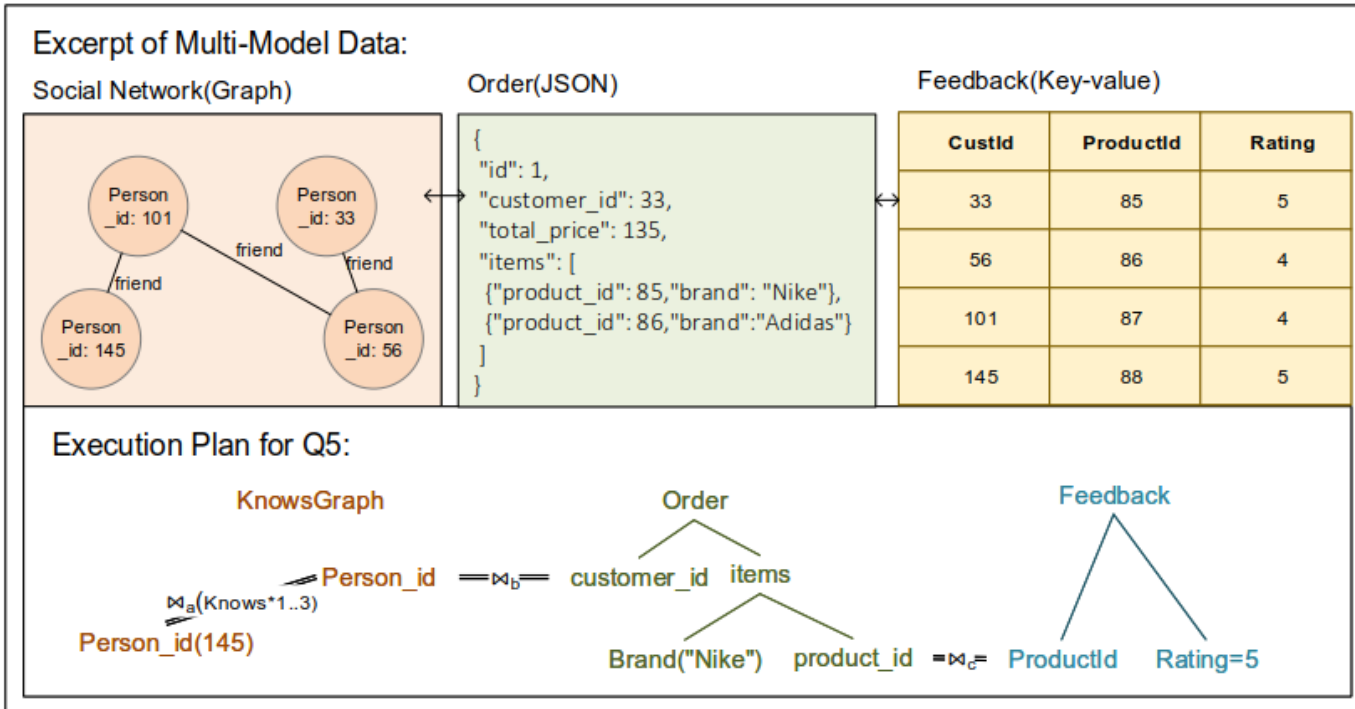 Excerpt of Multi-Model Data:
Social Network(Graph)
Person
_id: 101
Person
_id: 33
friend
friend
friend
Person
_id: 145
Person
_id: 56
Order(JSON)
{
"id": 1,
"customer_id": 33,
"total_price": 135,
"items": [
{"product_id": 85,"brand": "Nike"},
{"product_id": 86,"brand":"Adidas"}
]
}
Feedback(Key-value)
CustId ProductId Rating
33 85 5
56 86 4
101 87 4
145 88 5
Execution Plan for Q5:
KnowsGraph
Person_id
⋈a(Knows*1..3)
Person_id(145)
=⋈b=
Order
customer_id items
Brand("Nike") product_id
=⋈c=
Feedback
ProductId Rating=5